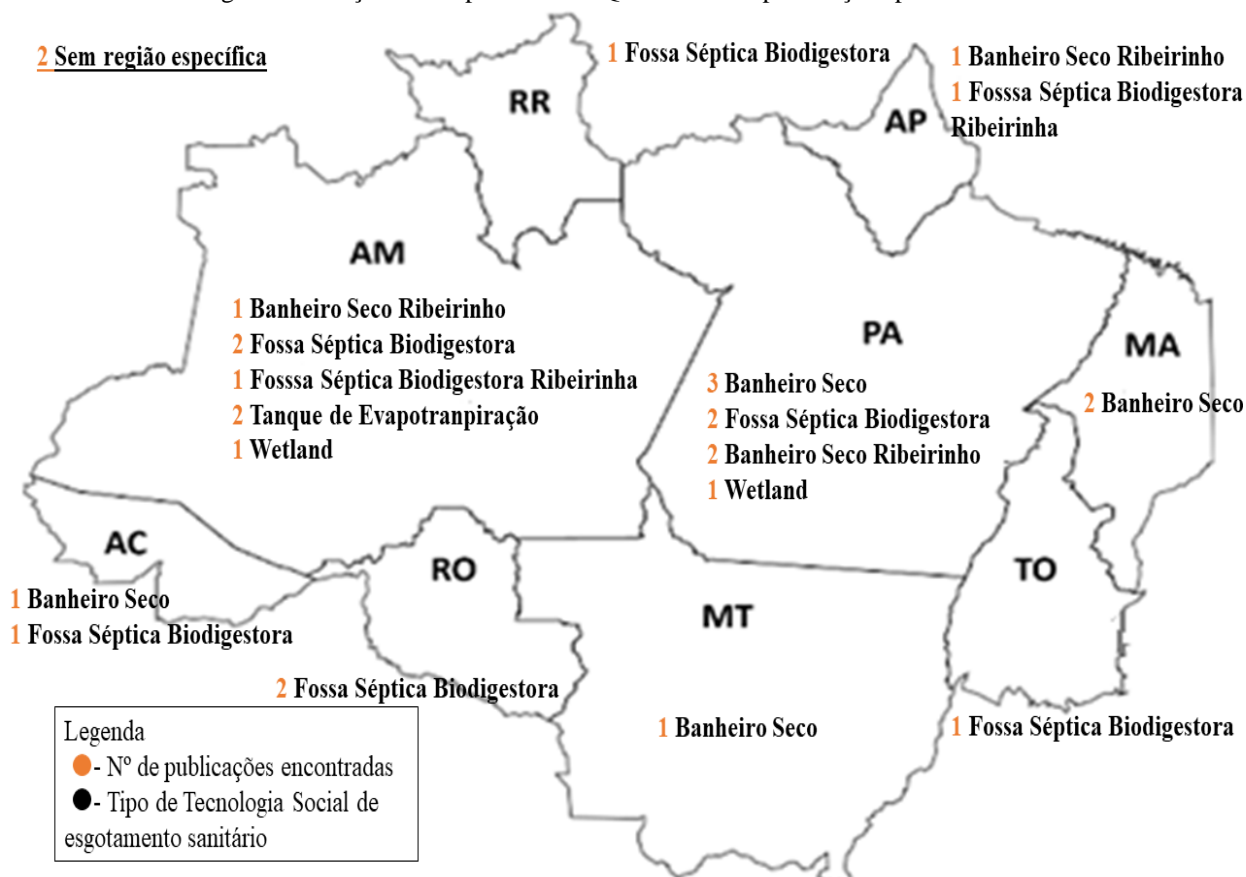 2 Sem região específica
1 Fossa Séptica Biodigestora
1 Banheiro Seco Ribeirinho
1 Fosssa Séptica Biodigestora
Ribeirinha
RR
AP
AM
1 Banheiro Seco Ribeirinho
2 Fossa Séptica Biodigestora
1 Fosssa Séptica Biodigestora Ribeirinha
2 Tanque de Evapotranpiração
1 Wetland
PA
3 Banheiro Seco
2 Fossa Séptica Biodigestora
2 Banheiro Seco Ribeirinho
1 Wetland
MA
2 Banheiro Seco
AC
1 Banheiro Seco
1 Fossa Séptica Biodigestora
RO
2 Fossa Séptica Biodigestora
MT
1 Banheiro Seco
TO
1 Fossa Séptica Biodigestora
Legenda
- Nº de publicações encontradas
- Tipo de Tecnologia Social de
esgotamento sanitário